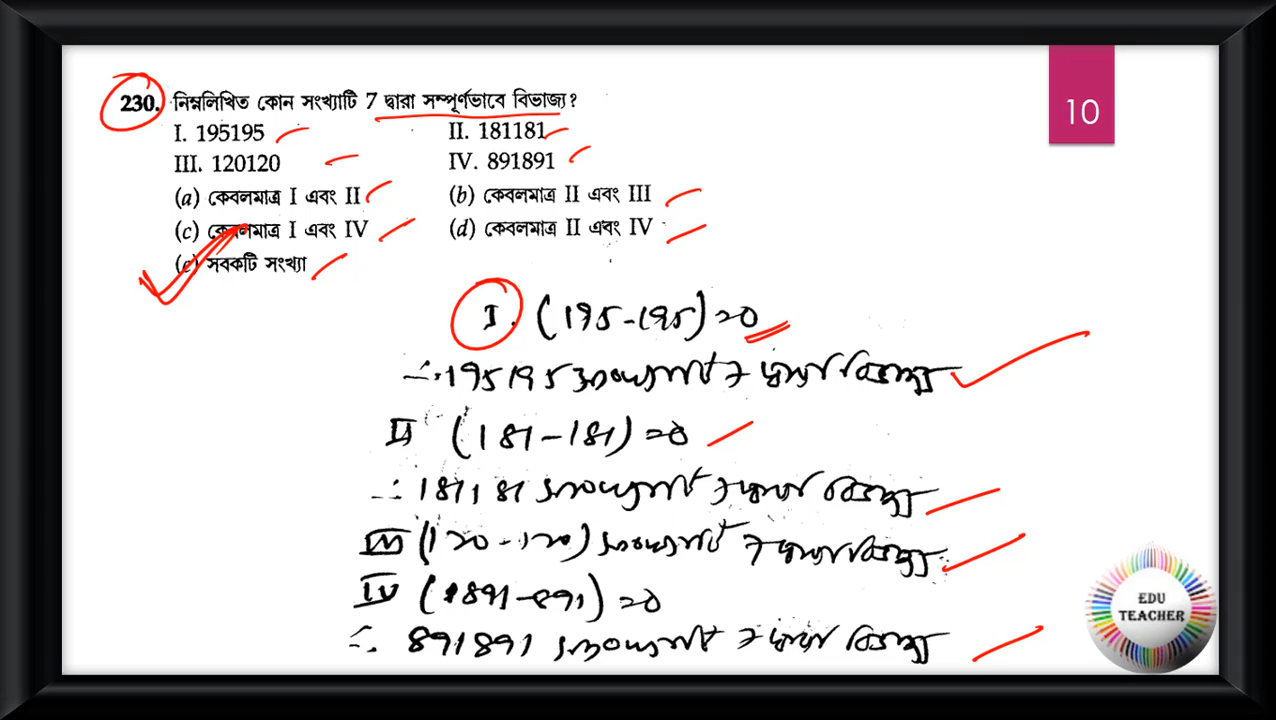 10
230. নিম্নলিখিত কোন সংখ্যাটি 7 দ্বারা সম্পূর্ণভাবে বিভাজ্য?
I. 195195 II. 181181
III. 120120 IV. 891891
(a) কেবলমাত্র I এবং II (b) কেবলমাত্র II এবং III
(c) কেবলমাত্র I এবং IV (d) কেবলমাত্র II এবং IV
(e) সবকটি সংখ্যা
I. (195-195)=0
∴ 195195 সংখ্যাটি 7 দ্বারা বিভাজ্য
II (181-181)=0
∴ 181181 সংখ্যাটি 7 দ্বারা বিভাজ্য
III (120-120) সংখ্যাটি 7 দ্বারা বিভাজ্য
IV (891-891)=0
∴ 891891 সংখ্যাটি 7 দ্বারা বিভাজ্য
EDU
TEACHER